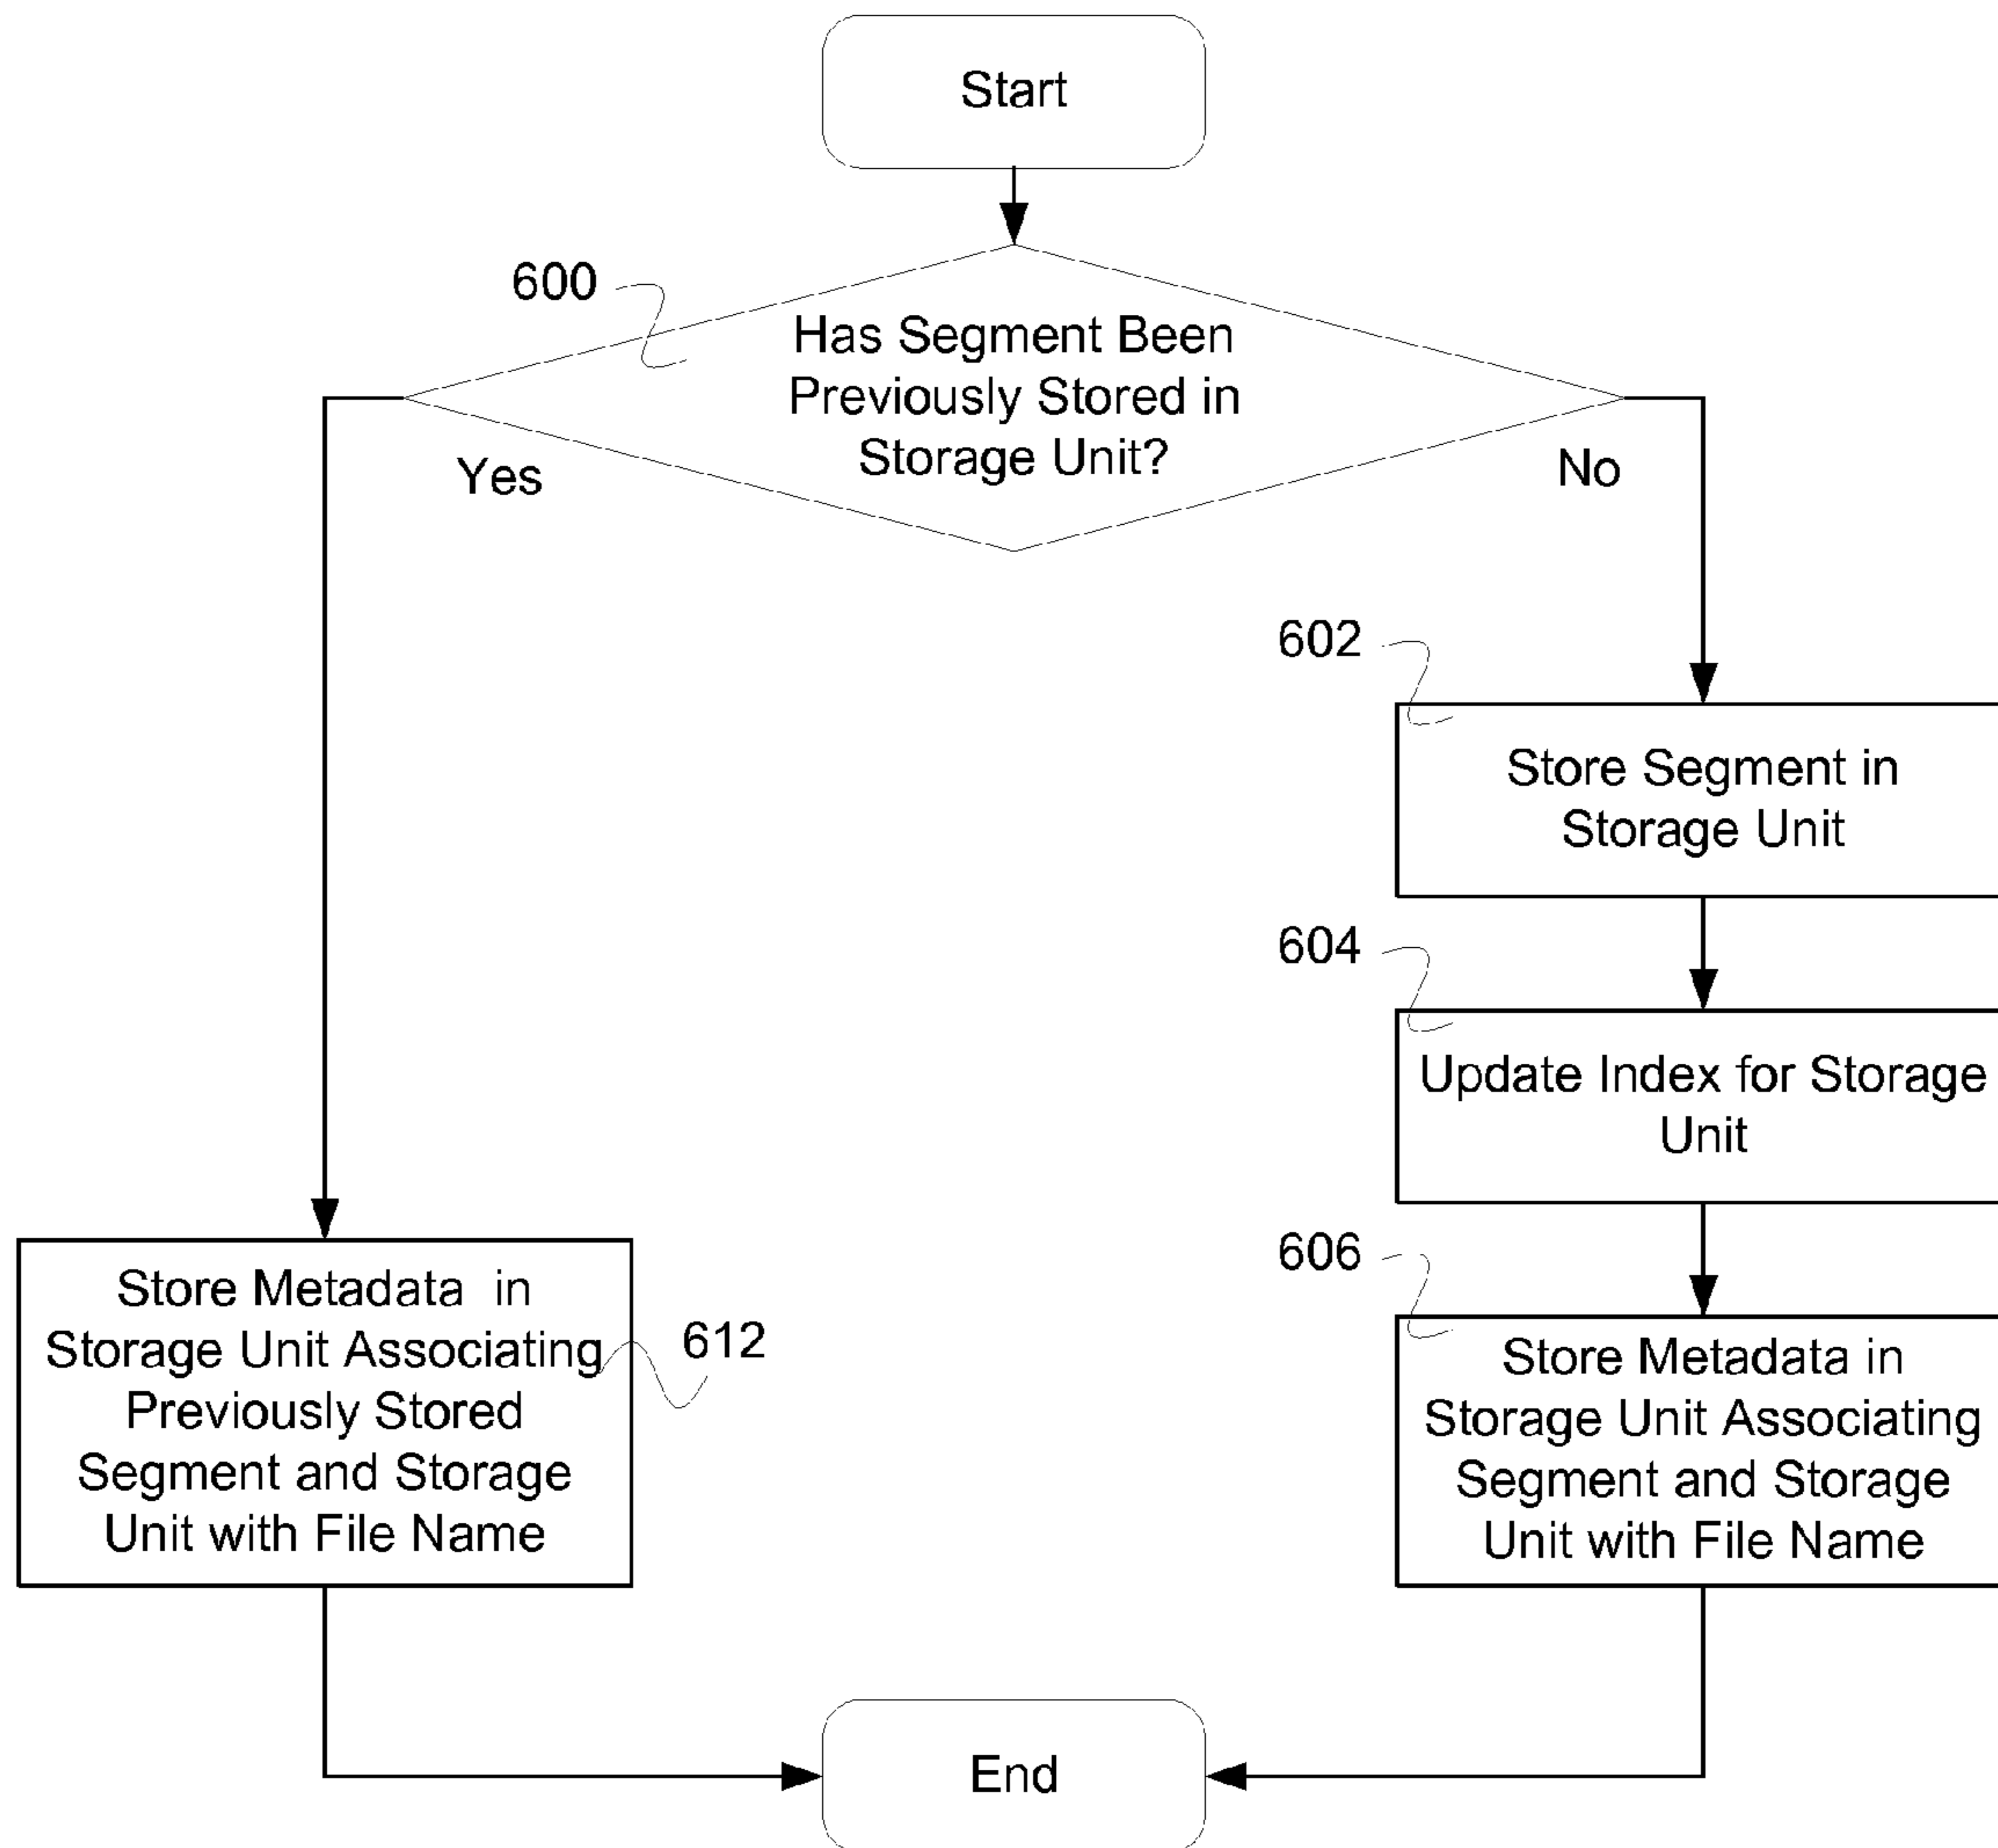 Start
600
Has Segment Been
Previously Stored in
Storage Unit?
Yes
No
602
Store Segment in
Storage Unit
604
Update Index for Storage
Unit
606
Store Metadata in
Storage Unit Associating
Segment and Storage
Unit with File Name
Store Metadata in
Storage Unit Associating
Previously Stored
Segment and Storage
Unit with File Name
612
End